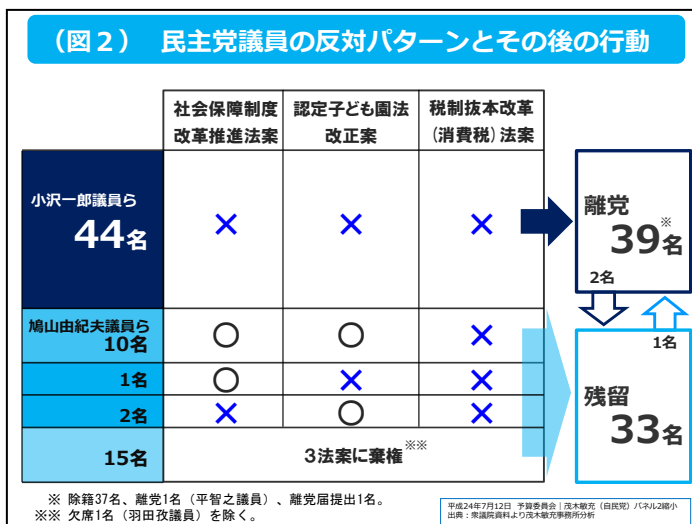 (図２) 民主党議員の反対パターンとその後の行動
社会保障制度
改革推進法案
認定子ども園法
改正案
税制抜本改革
(消費税)法案
小沢一郎議員ら
44名
× × ×
離党
39名※
2名
1名
鳩山由紀夫議員ら
10名
○ ○ ×
1名
○ × ×
2名
× ○ ×
残留
33名
15名
３法案に棄権※※
※ 除籍37名、離党1名（平智之議員）、離党届提出1名。
※※ 欠席1名（羽田孜議員）を除く。
平成24年7月12日 予算委員会｜茂木敏充（自民党）パネル2縮小
出典：衆議院資料より茂木敏充事務所分析